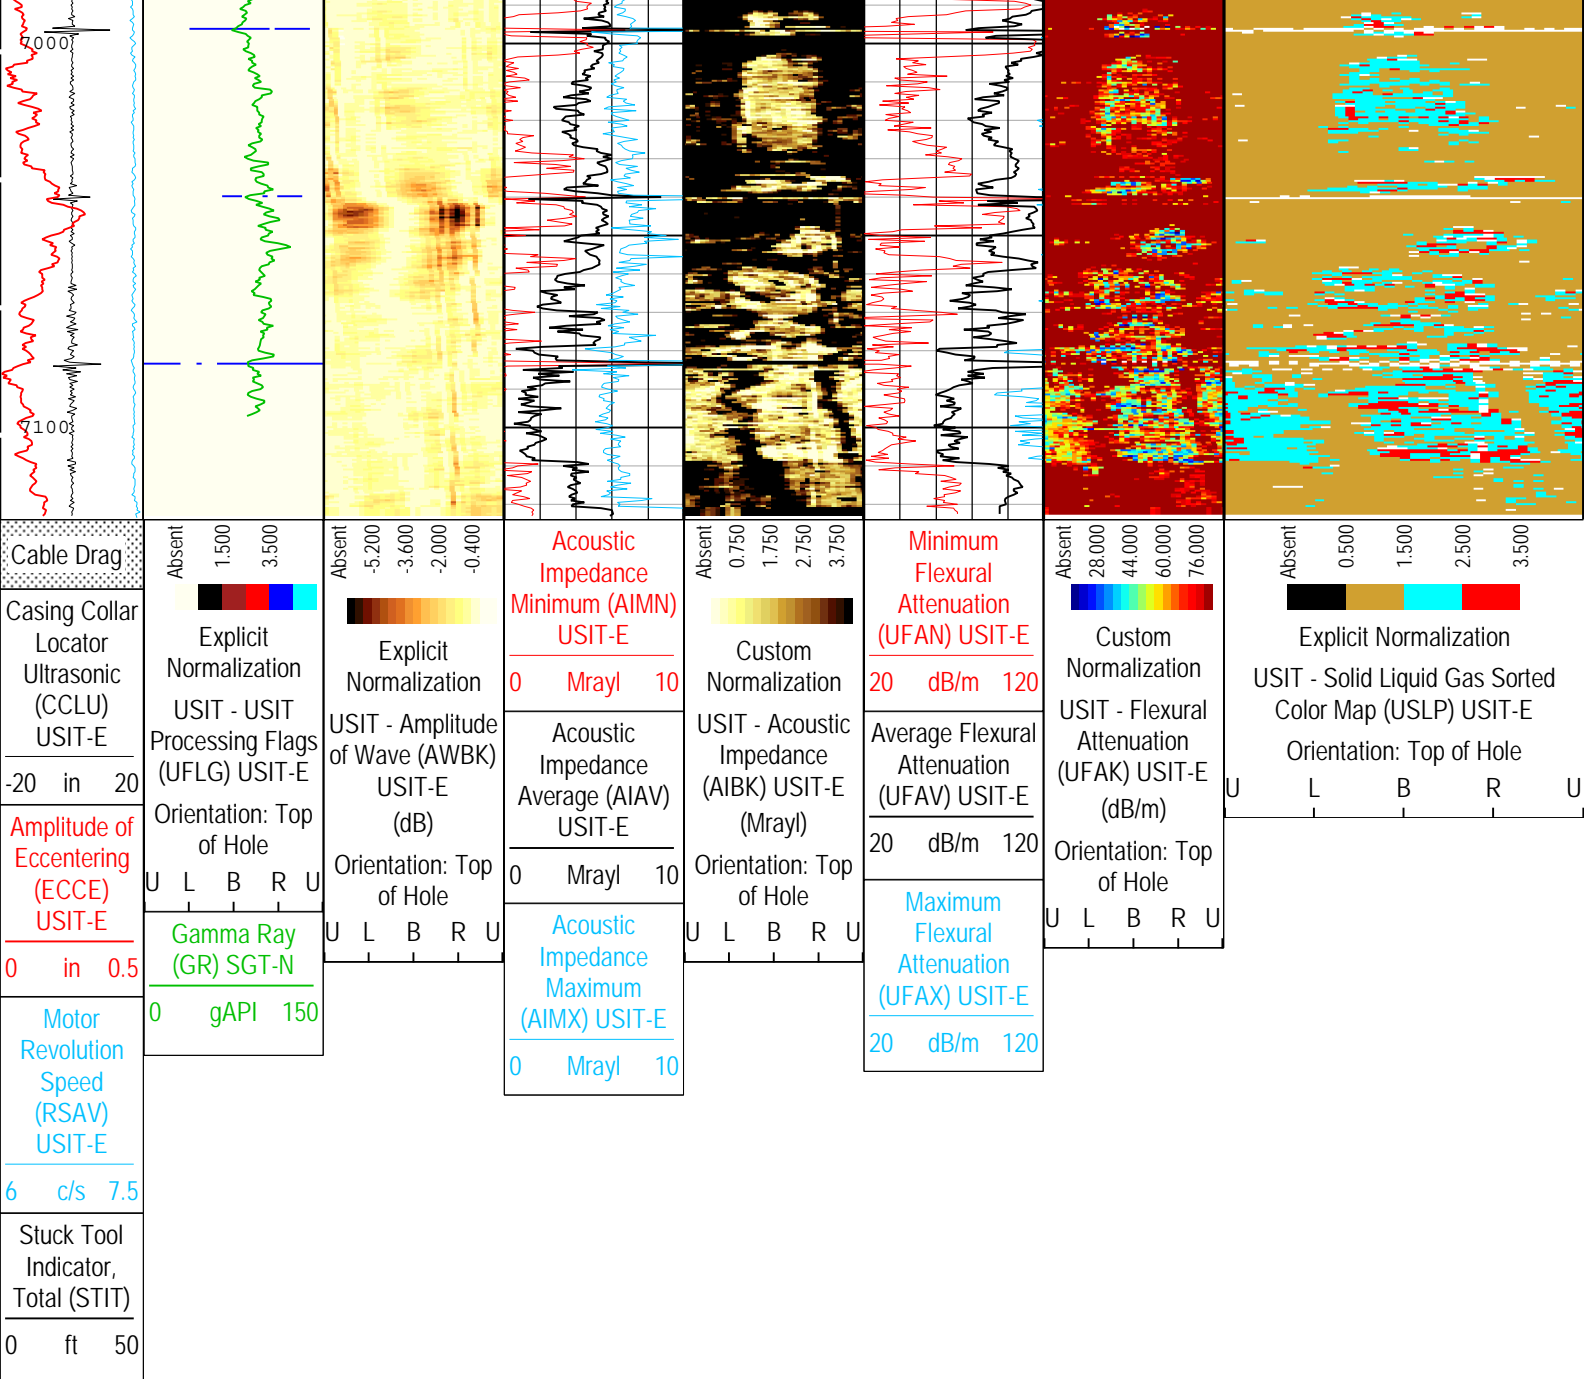 7000
7100
Cable Drag
Casing Collar
Locator
Ultrasonic
(CCLU)
USIT-E
-20 in 20
Amplitude of
Eccentering
(ECCE)
USIT-E
0 in 0.5
Motor
Revolution
Speed
(RSAV)
USIT-E
6 c/s 7.5
Stuck Tool
Indicator,
Total (STIT)
0 ft 50
Absent 1.500 3.500
Explicit
Normalization
USIT - USIT
Processing Flags
(UFLG) USIT-E
Orientation: Top
of Hole
U L B R U
Gamma Ray
(GR) SGT-N
0 gAPI 150
Absent -5.200 -3.600 -2.000 -0.400
Explicit
Normalization
USIT - Amplitude
of Wave (AWBK)
USIT-E
(dB)
Orientation: Top
of Hole
U L B R U
Acoustic
Impedance
Minimum (AIMN)
USIT-E
0 Mrayl 10
Acoustic
Impedance
Average (AIAV)
USIT-E
0 Mrayl 10
Acoustic
Impedance
Maximum
(AIMX) USIT-E
0 Mrayl 10
Absent 0.750 1.750 2.750 3.750
Custom
Normalization
USIT - Acoustic
Impedance
(AIBK) USIT-E
(Mrayl)
Orientation: Top
of Hole
U L B R U
Minimum
Flexural
Attenuation
(UFAN) USIT-E
20 dB/m 120
Average Flexural
Attenuation
(UFAV) USIT-E
20 dB/m 120
Maximum
Flexural
Attenuation
(UFAX) USIT-E
20 dB/m 120
Absent 28.000 44.000 60.000 76.000
Custom
Normalization
USIT - Flexural
Attenuation
(UFAK) USIT-E
(dB/m)
Orientation: Top
of Hole
U L B R U
Absent 0.500 1.500 2.500 3.500
Explicit Normalization
USIT - Solid Liquid Gas Sorted
Color Map (USLP) USIT-E
Orientation: Top of Hole
U L B R U